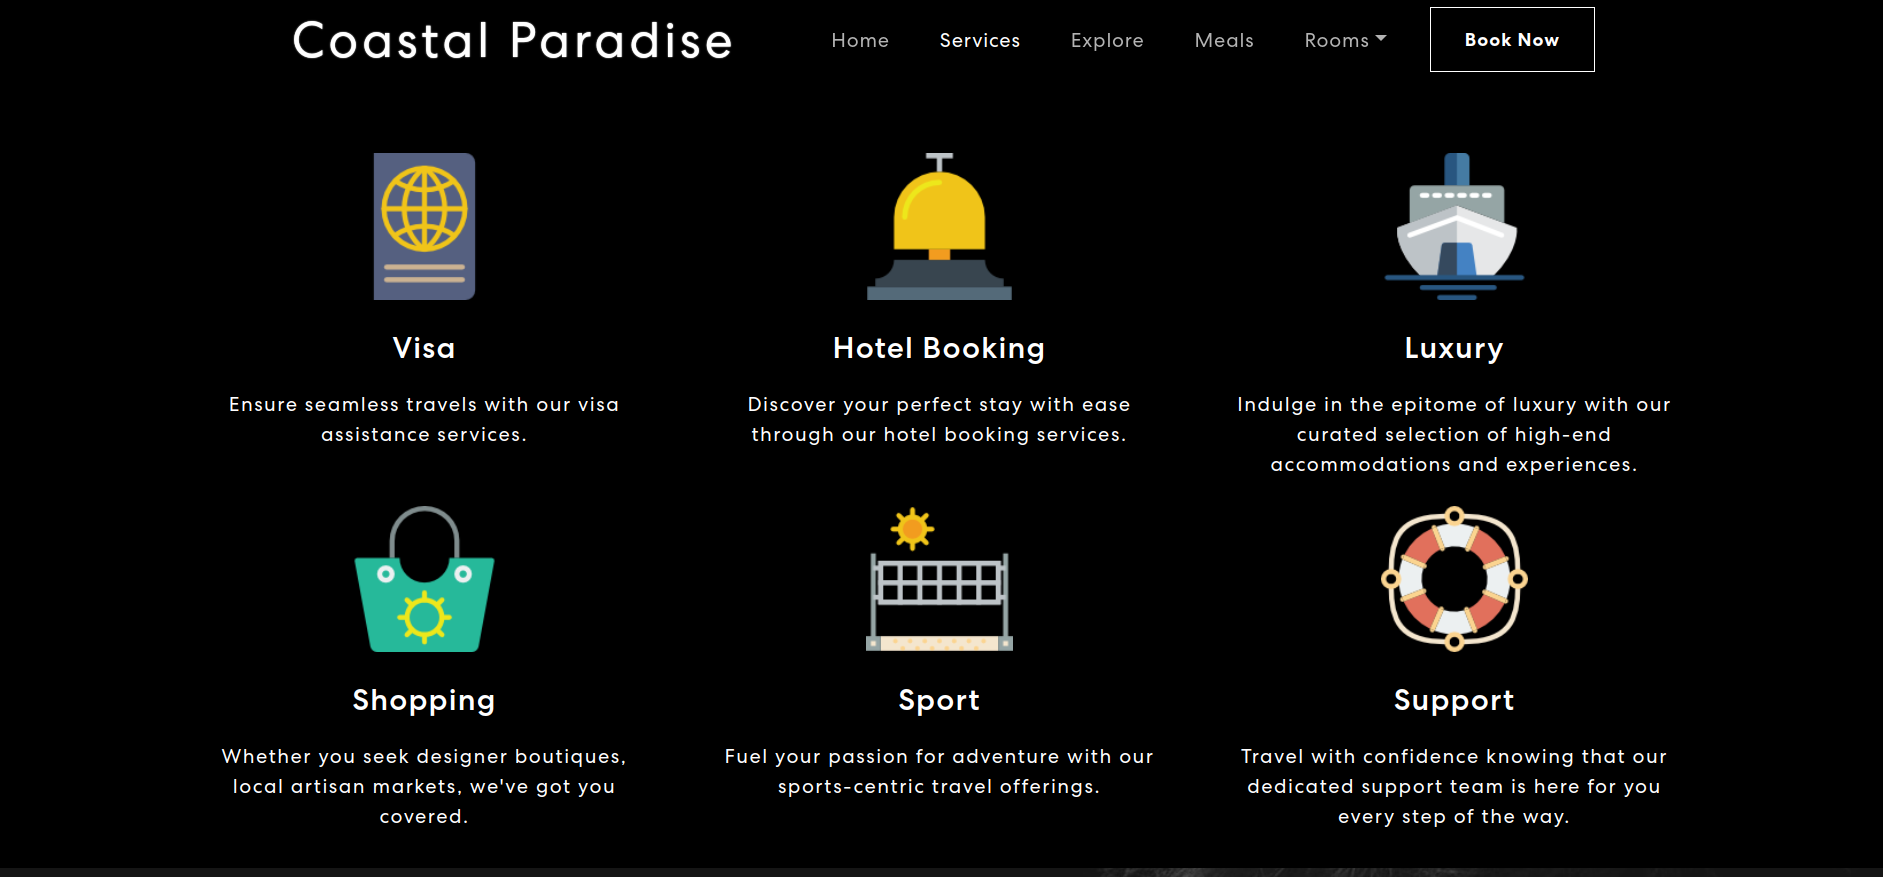 Coastal Paradise
Home Services Explore Meals Rooms Book Now
Visa
Ensure seamless travels with our visa
assistance services.
Hotel Booking
Discover your perfect stay with ease
through our hotel booking services.
Luxury
Indulge in the epitome of luxury with our
curated selection of high-end
accommodations and experiences.
Shopping
Whether you seek designer boutiques,
local artisan markets, we've got you
covered.
Sport
Fuel your passion for adventure with our
sports-centric travel offerings.
Support
Travel with confidence knowing that our
dedicated support team is here for you
every step of the way.